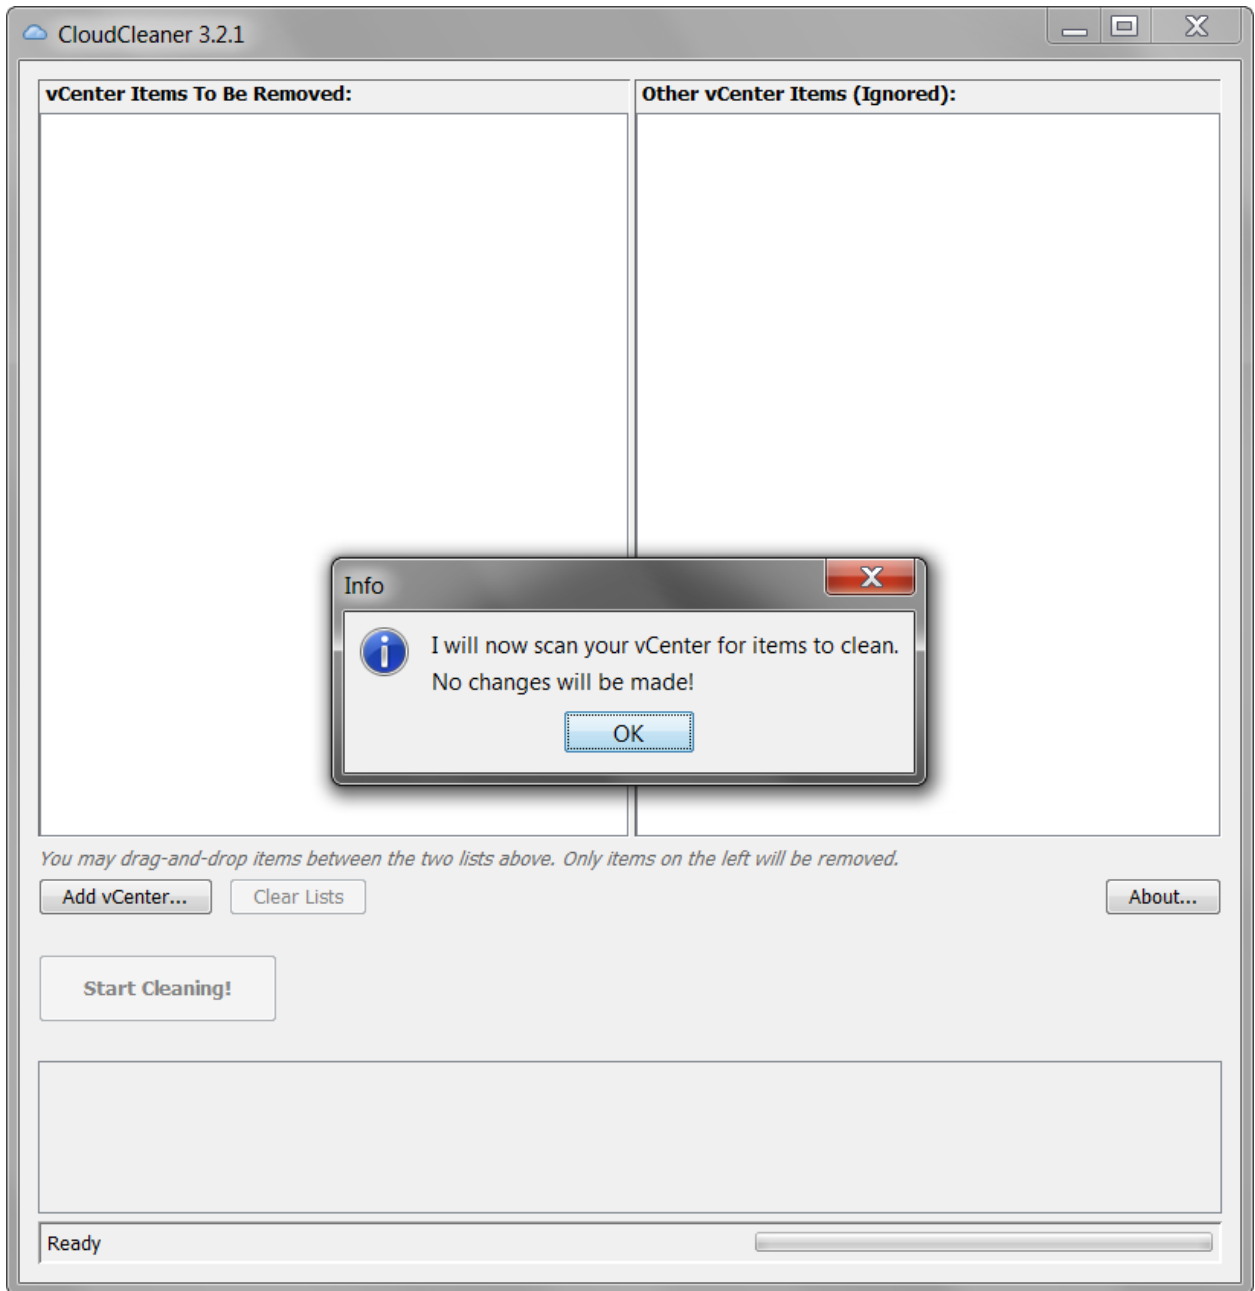 CloudCleaner 3.2.1
vCenter Items To Be Removed:
Other vCenter Items (Ignored):
Info
I will now scan your vCenter for items to clean.
No changes will be made!
OK
You may drag-and-drop items between the two lists above. Only items on the left will be removed.
Add vCenter...
Clear Lists
About...
Start Cleaning!
Ready